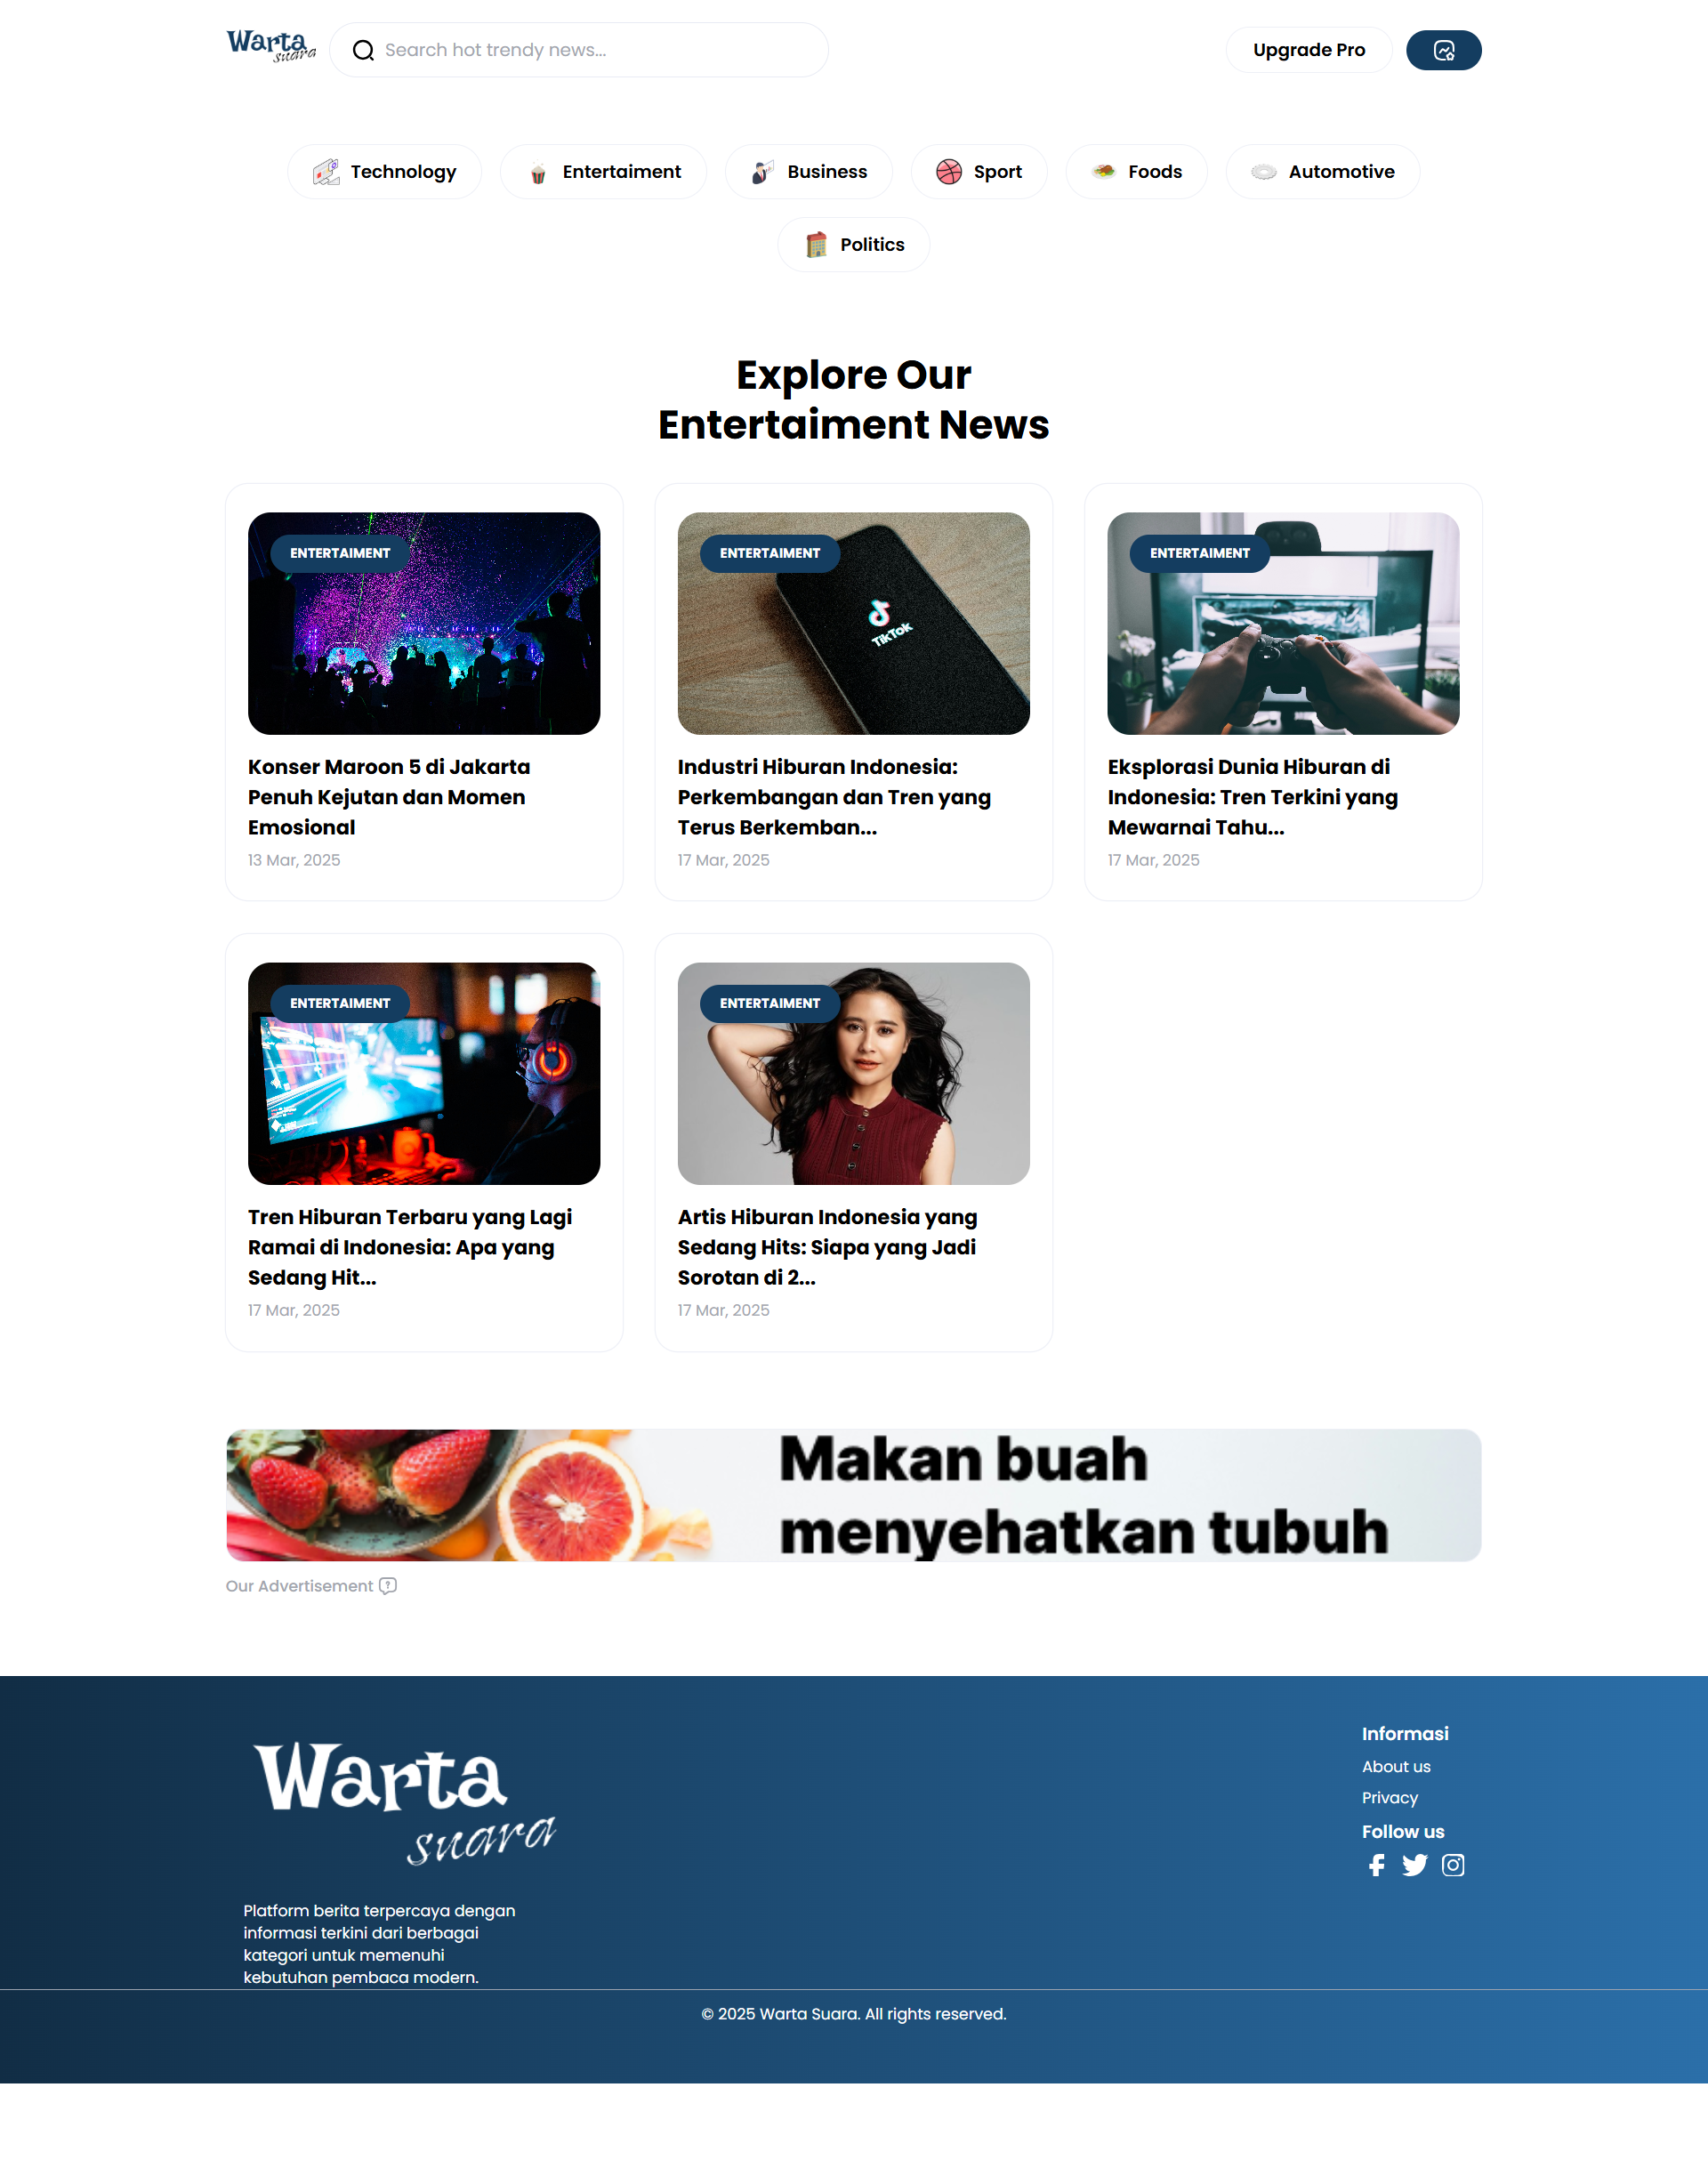 Warta
suara
Search hot trendy news...
Upgrade Pro
Technology
Entertaiment
Business
Sport
Foods
Automotive
Politics
Explore Our
Entertaiment News
ENTERTAIMENT
Konser Maroon 5 di Jakarta
Penuh Kejutan dan Momen
Emosional
13 Mar, 2025
ENTERTAIMENT
TikTok
Industri Hiburan Indonesia:
Perkembangan dan Tren yang
Terus Berkemban...
17 Mar, 2025
ENTERTAIMENT
Eksplorasi Dunia Hiburan di
Indonesia: Tren Terkini yang
Mewarnai Tahu...
17 Mar, 2025
ENTERTAIMENT
Tren Hiburan Terbaru yang Lagi
Ramai di Indonesia: Apa yang
Sedang Hit...
17 Mar, 2025
ENTERTAIMENT
Artis Hiburan Indonesia yang
Sedang Hits: Siapa yang Jadi
Sorotan di 2...
17 Mar, 2025
Makan buah
menyehatkan tubuh
Our Advertisement
Warta
suara
Platform berita terpercaya dengan
informasi terkini dari berbagai
kategori untuk memenuhi
kebutuhan pembaca modern.
Informasi
About us
Privacy
Follow us
© 2025 Warta Suara. All rights reserved.